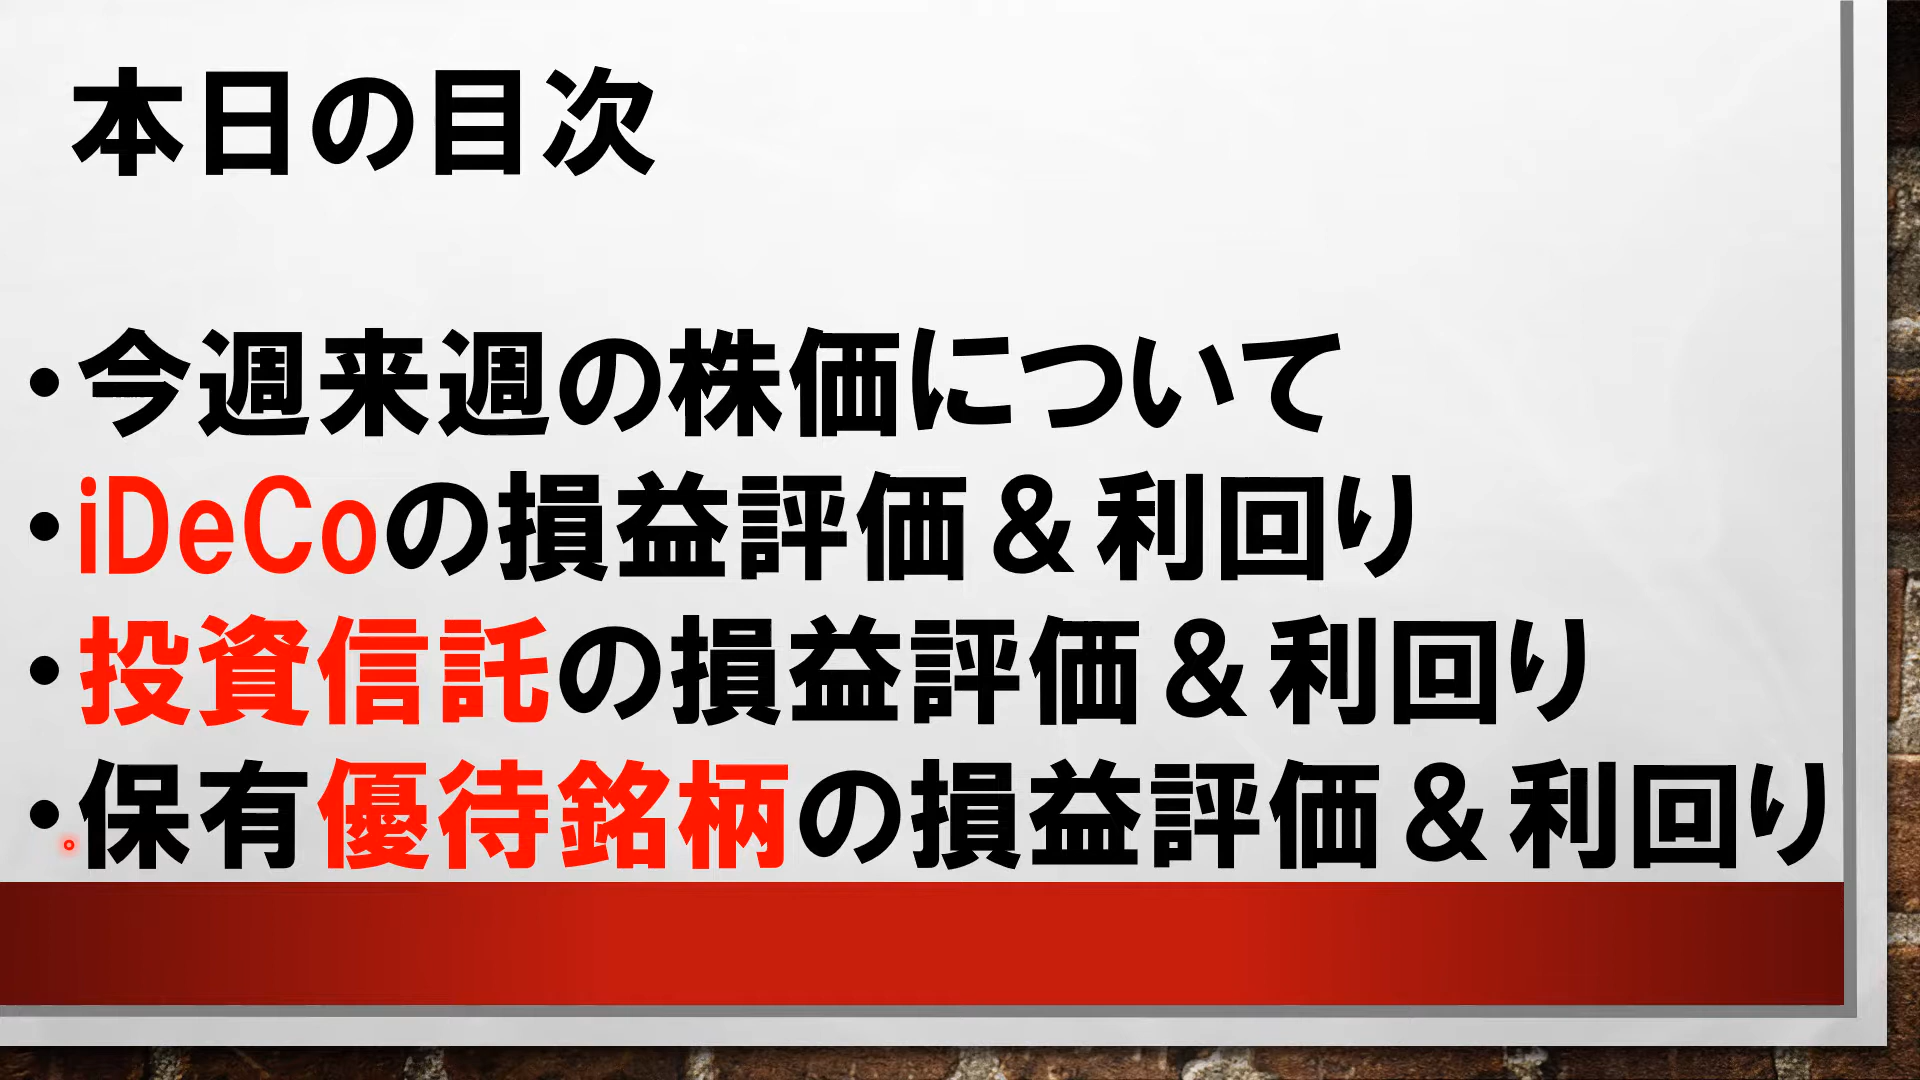 本日の目次
・今週来週の株価について
・iDeCoの損益評価＆利回り
・投資信託の損益評価＆利回り
・保有優待銘柄の損益評価＆利回り